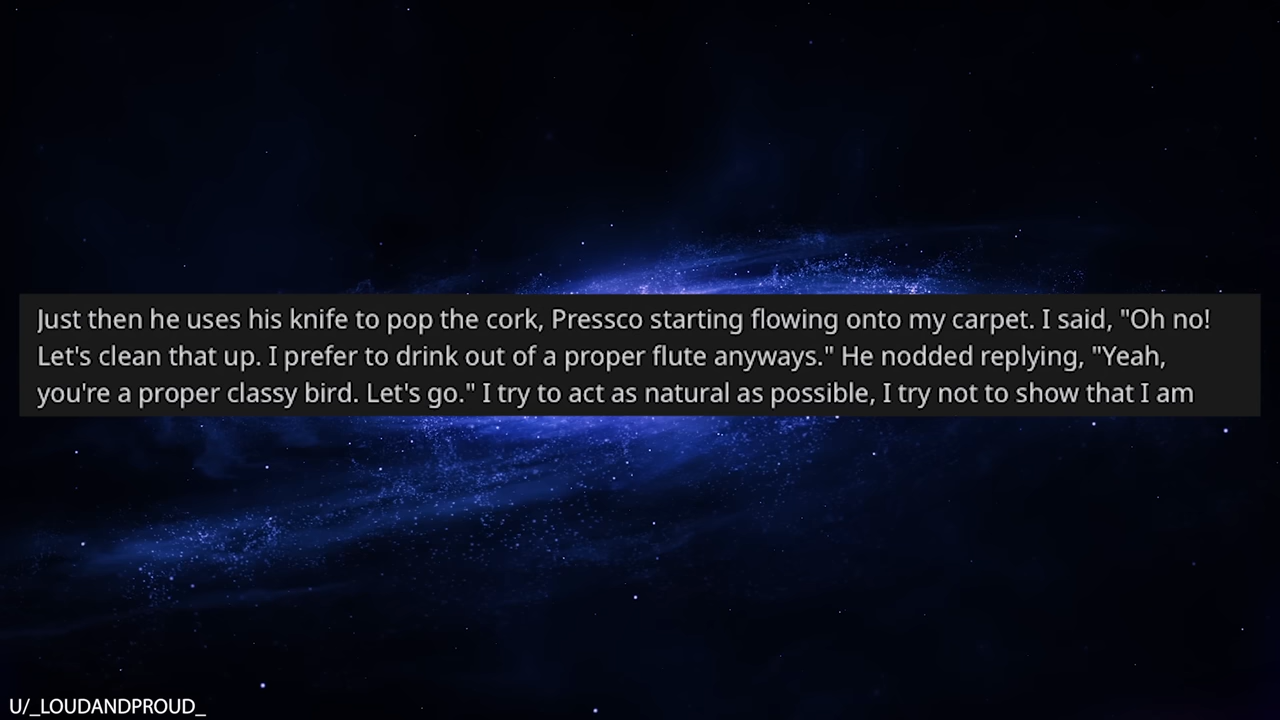 Just then he uses his knife to pop the cork, Pressco starting flowing onto my carpet. I said, "Oh no!
Let's clean that up. I prefer to drink out of a proper flute anyways." He nodded replying, "Yeah,
you're a proper classy bird. Let's go." I try to act as natural as possible, I try not to show that I am
U/_LOUDANDPROUD_